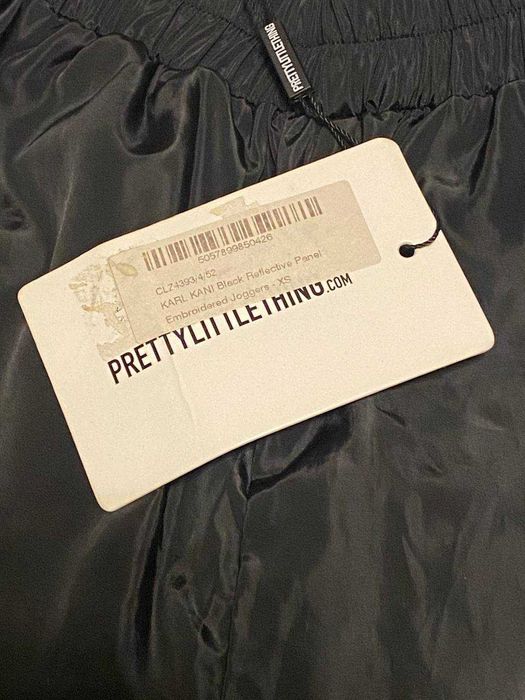 PRETTYLITTLETHING
5057899850426
CLZ4393/4/52
KARL KANI Black Reflective Panel
Embroidered Joggers - XS
PRETTYLITTLETHING.COM